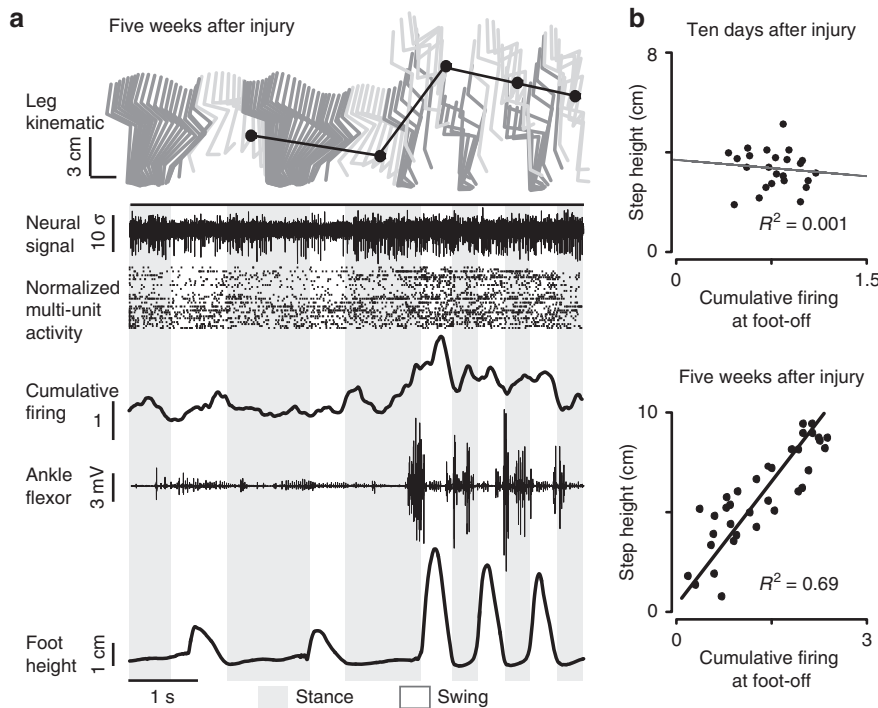 a
Five weeks after injury
Leg
kinematic
3 cm
Neural
signal
10 σ
Normalized
multi-unit
activity
Cumulative
firing
1
Ankle
flexor
3 mV
Foot
height
1 cm
1 s
Stance
Swing
b
Ten days after injury
8
4
Step height (cm)
0
R² = 0.001
0
1.5
Cumulative firing
at foot-off
Five weeks after injury
10
5
Step height (cm)
0
R² = 0.69
0
3
Cumulative firing
at foot-off